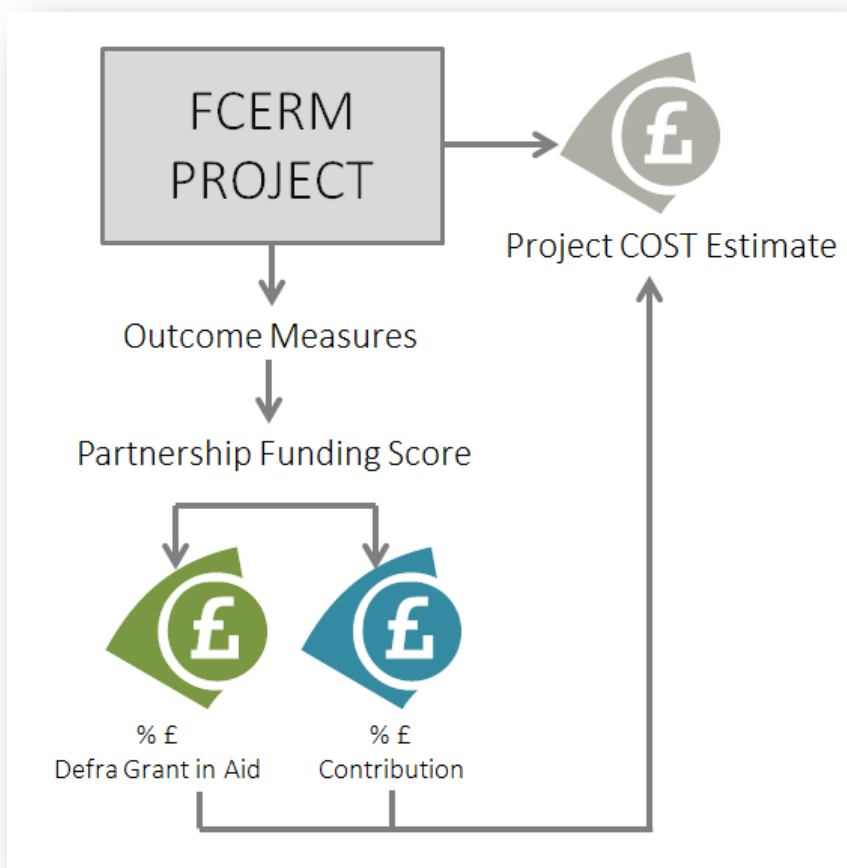 FCERM
PROJECT
£
Project COST Estimate
Outcome Measures
Partnership Funding Score
£
£
% £
Defra Grant in Aid
% £
Contribution